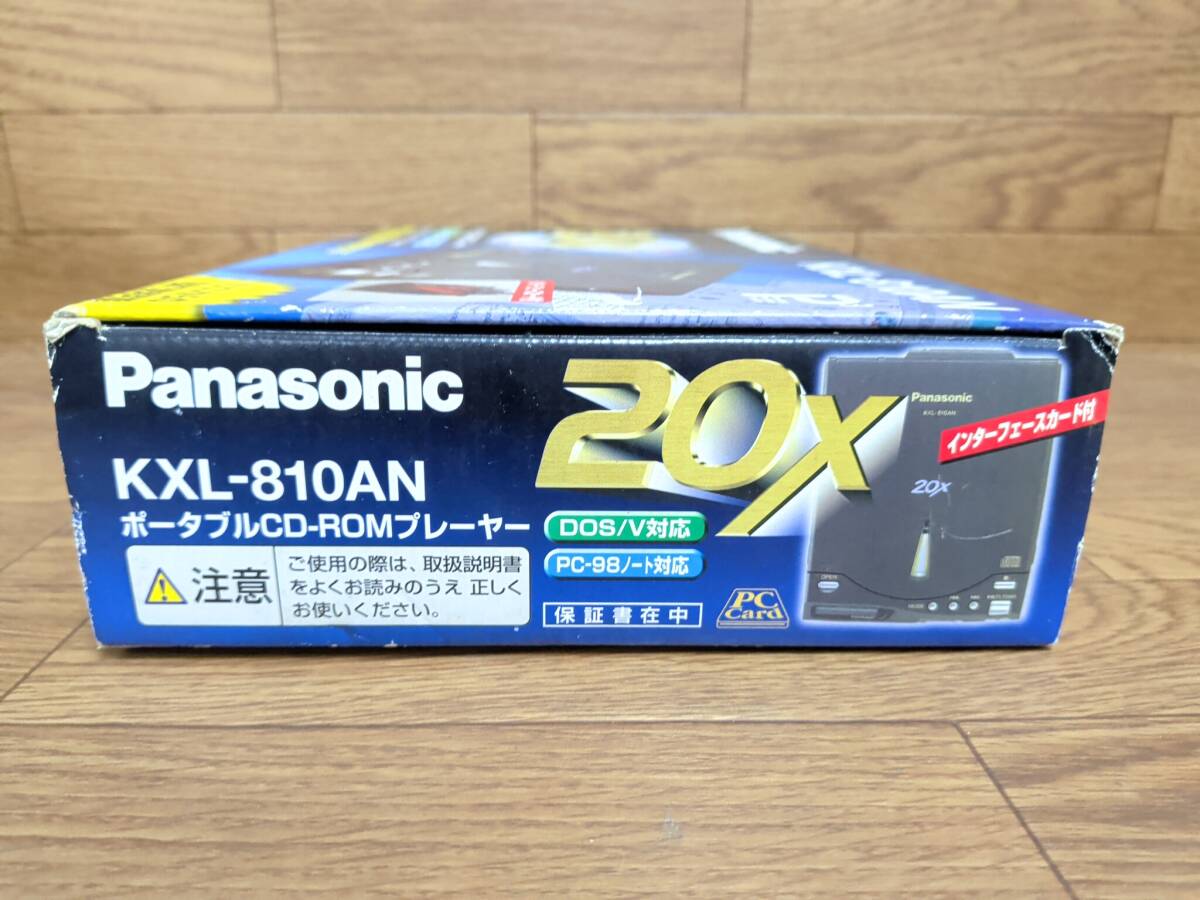 Panasonic
KXL-810AN
ポータブルCD-ROMプレーヤー
注意
ご使用の際は、取扱説明書
をよくお読みのうえ 正しく
お使いください。
20X
DOS/V対応
PC-98ノート対応
保証書在中
PC
Card
Panasonic
KXL-810AN
インターフェースカード付
20X
OPEN
MODE